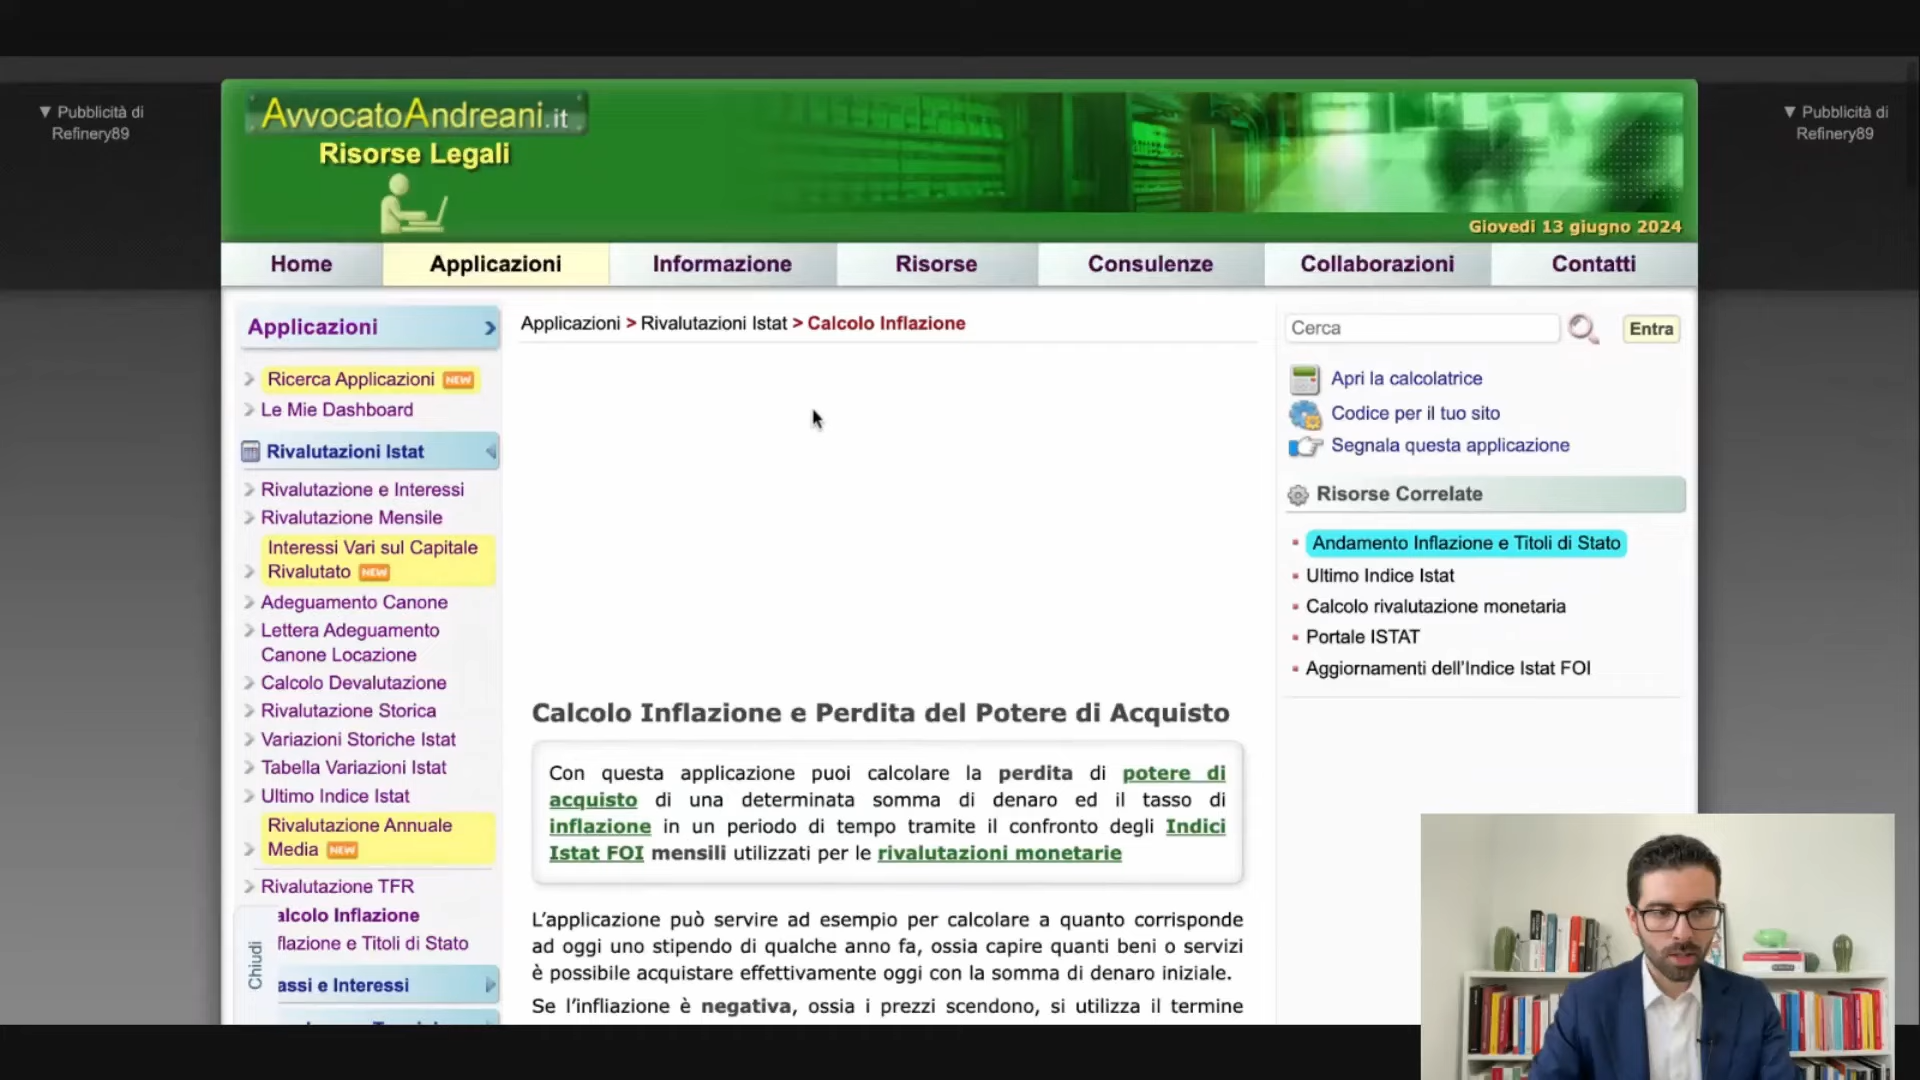 ▼ Pubblicità di
Refinery89
▼ Pubblicità di
Refinery89
AvvocatoAndreani.it
Risorse Legali
Giovedì 13 giugno 2024
Home
Applicazioni
Informazione
Risorse
Consulenze
Collaborazioni
Contatti
Applicazioni
Ricerca Applicazioni NEW
Le Mie Dashboard
Rivalutazioni Istat
Rivalutazione e Interessi
Rivalutazione Mensile
Interessi Vari sul Capitale
Rivalutato NEW
Adeguamento Canone
Lettera Adeguamento
Canone Locazione
Calcolo Devalutazione
Rivalutazione Storica
Variazioni Storiche Istat
Tabella Variazioni Istat
Ultimo Indice Istat
Rivalutazione Annuale
Media NEW
Rivalutazione TFR
alcolo Inflazione
flazione e Titoli di Stato
assi e Interessi
Chiudi
Applicazioni > Rivalutazioni Istat > Calcolo Inflazione
Calcolo Inflazione e Perdita del Potere di Acquisto
Con questa applicazione puoi calcolare la perdita di potere di
acquisto di una determinata somma di denaro ed il tasso di
inflazione in un periodo di tempo tramite il confronto degli Indici
Istat FOI mensili utilizzati per le rivalutazioni monetarie
L'applicazione può servire ad esempio per calcolare a quanto corrisponde
ad oggi uno stipendo di qualche anno fa, ossia capire quanti beni o servizi
è possibile acquistare effettivamente oggi con la somma di denaro iniziale.
Se l'infliazione è negativa, ossia i prezzi scendono, si utilizza il termine
Cerca
Entra
Apri la calcolatrice
Codice per il tuo sito
Segnala questa applicazione
Risorse Correlate
Andamento Inflazione e Titoli di Stato
Ultimo Indice Istat
Calcolo rivalutazione monetaria
Portale ISTAT
Aggiornamenti dell'Indice Istat FOI